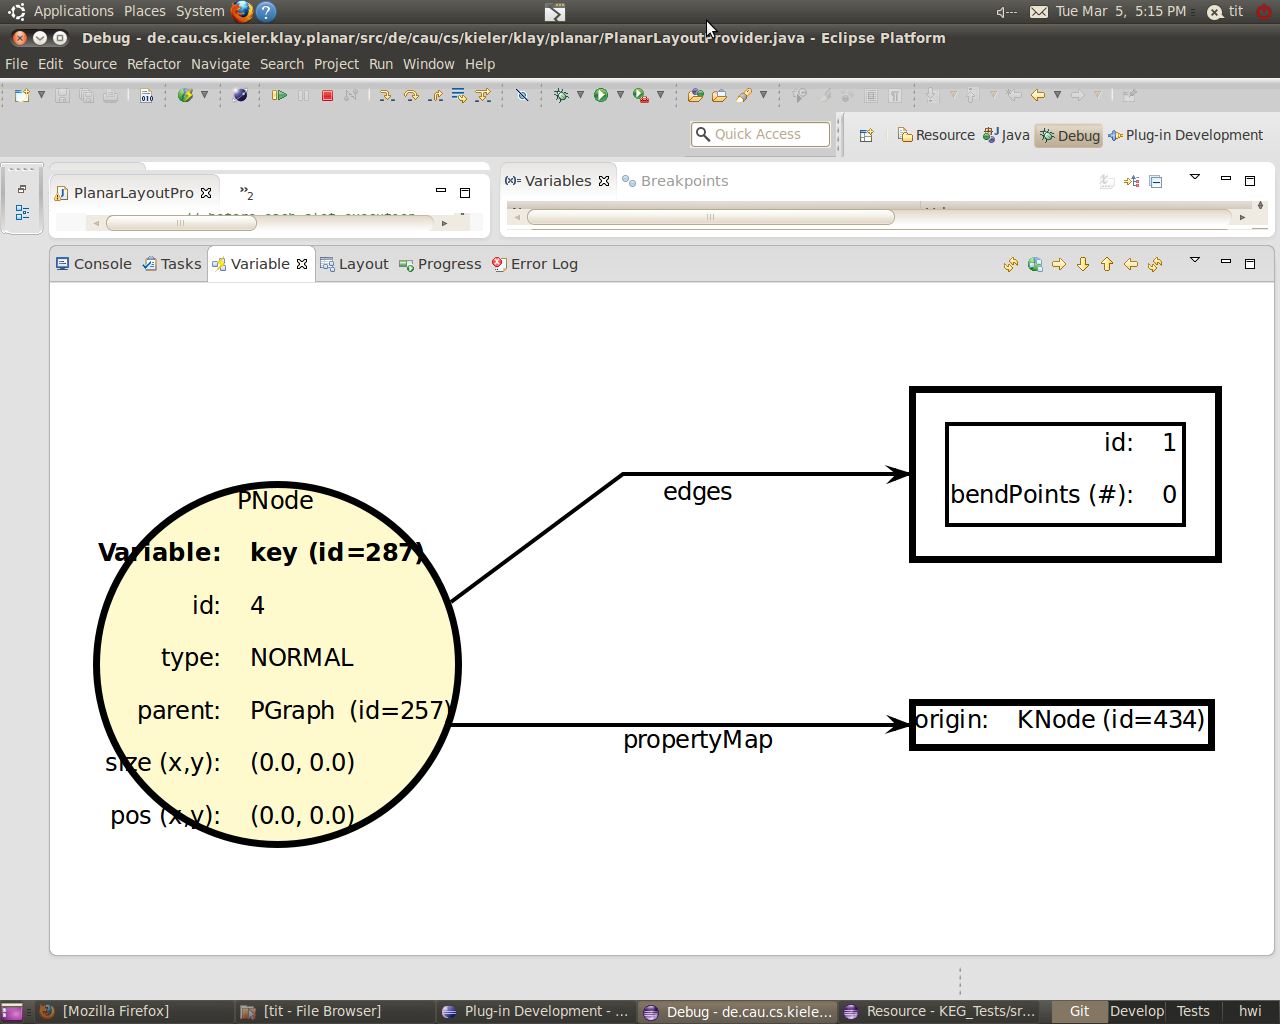 Applications Places System Tue Mar 5, 5:15 PM tit
Debug - de.cau.cs.kieler.klay.planar/src/de/cau/cs/kieler/klay/planar/PlanarLayoutProvider.java - Eclipse Platform
File Edit Source Refactor Navigate Search Project Run Window Help
010
Quick Access Resource Java Debug Plug-in Development
PlanarLayoutPro »2 (x)= Variables Breakpoints
Console Tasks Variable Layout Progress Error Log
PNode
Variable: key (id=287)
id: 4
type: NORMAL
parent: PGraph (id=257)
size (x,y): (0.0, 0.0)
pos (x,y): (0.0, 0.0)
edges
id: 1
bendPoints (#): 0
propertyMap
origin: KNode (id=434)
[Mozilla Firefox] [tit - File Browser] Plug-in Development - ... Debug - de.cau.cs.kiele... Resource - KEG_Tests/sr... Git Develop Tests hwi